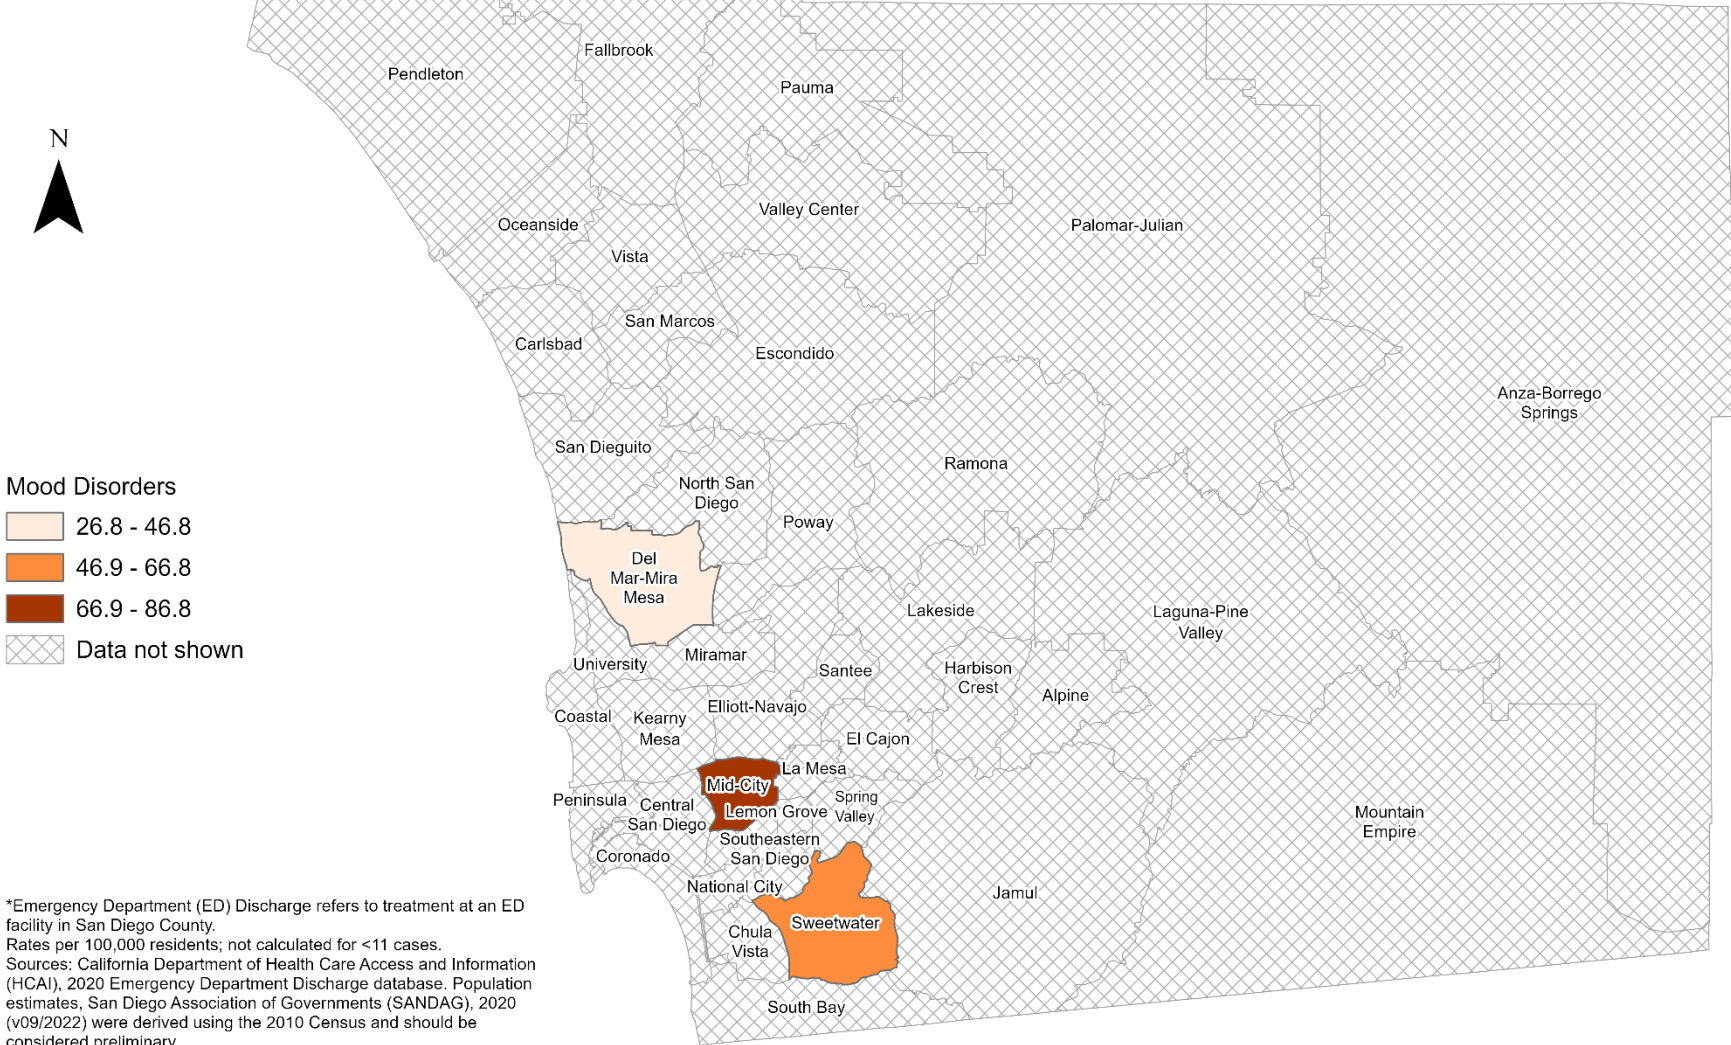 Pendleton
Fallbrook
Pauma
N
Oceanside
Valley Center
Palomar-Julian
Vista
San Marcos
Carlsbad
Escondido
Anza-Borrego
Springs
San Dieguito
Ramona
North San
Diego
Poway
Mood Disorders
26.8 - 46.8
46.9 - 66.8
66.9 - 86.8
Data not shown
Del
Mar-Mira
Mesa
Lakeside
Laguna-Pine
Valley
University
Miramar
Santee
Harbison
Crest
Alpine
Coastal
Kearny
Mesa
Elliott-Navajo
El Cajon
La Mesa
Mid-City
Peninsula
Central
San Diego
Lemon Grove
Spring
Valley
Mountain
Empire
Southeastern
San Diego
Coronado
National City
Jamul
Sweetwater
Chula
Vista
South Bay
*Emergency Department (ED) Discharge refers to treatment at an ED
facility in San Diego County.
Rates per 100,000 residents; not calculated for <11 cases.
Sources: California Department of Health Care Access and Information
(HCAI), 2020 Emergency Department Discharge database. Population
estimates, San Diego Association of Governments (SANDAG), 2020
(v09/2022) were derived using the 2010 Census and should be
considered preliminary.